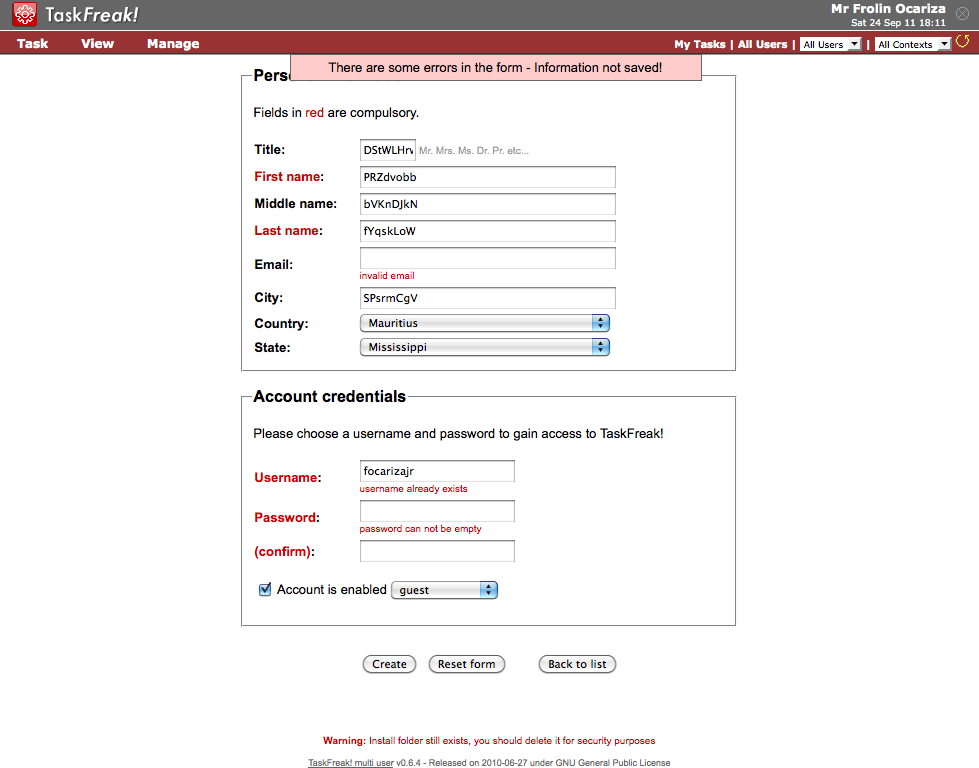 TaskFreak!
Mr Frolin Ocariza
Sat 24 Sep 11 18:11
Task View Manage My Tasks | All Users | All Users | All Contexts
There are some errors in the form - Information not saved!
Fields in red are compulsory.
Title: DStWLHrv Mr. Mrs. Ms. Dr. Pr. etc...
First name: PRZdvobb
Middle name: bVKnDJkN
Last name: fYqskLoW
Email:
invalid email
City: SPsrmCgV
Country: Mauritius
State: Mississippi
Account credentials
Please choose a username and password to gain access to TaskFreak!
Username: focarizajr
username already exists
Password:
password can not be empty
(confirm):
Account is enabled guest
Create Reset form Back to list
Warning: Install folder still exists, you should delete it for security purposes
TaskFreak! multi user v0.6.4 - Released on 2010-06-27 under GNU General Public License